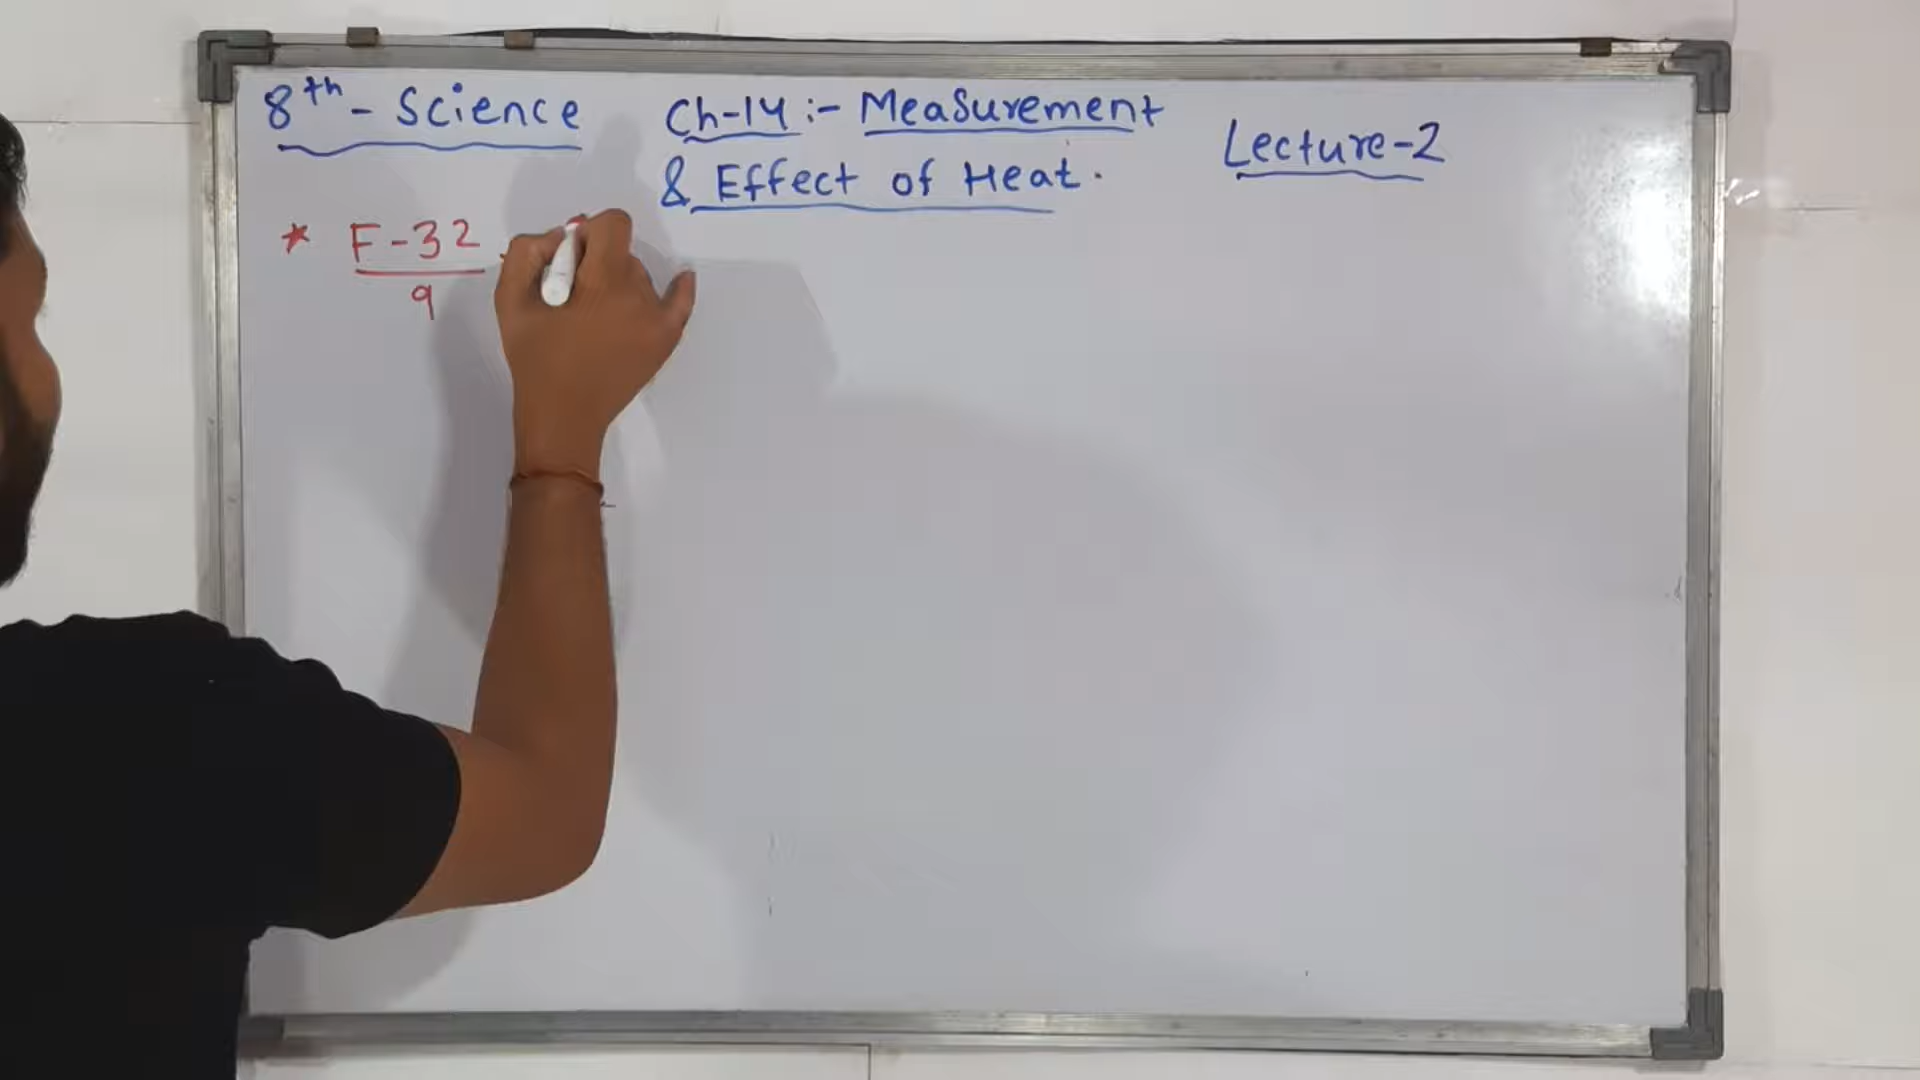 8th - Science
Ch-14 :- Measurement
& Effect of Heat.
Lecture-2
* F-32
9